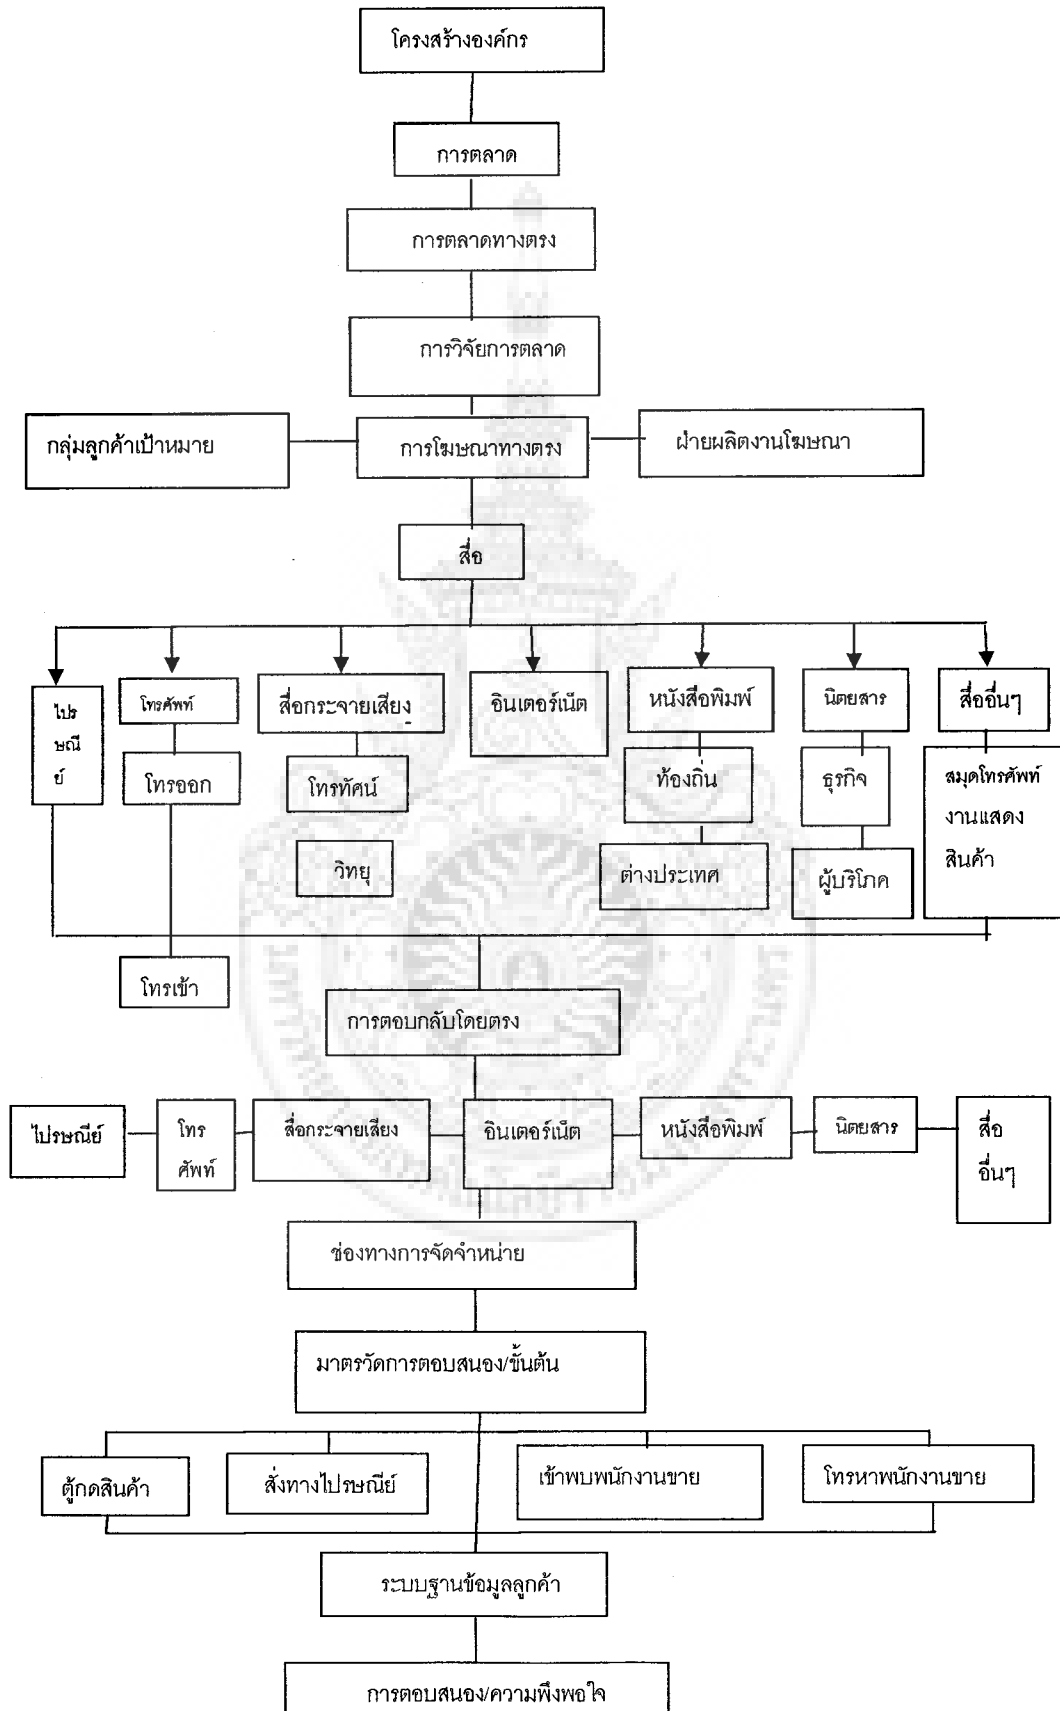 โครงสร้างองค์กร
การตลาด
การตลาดทางตรง
การวิจัยการตลาด
กลุ่มลูกค้าเป้าหมาย
การโฆษณาทางตรง
ฝ่ายผลิตงานโฆษณา
สื่อ
ไปร
ษณี
ย์
โทรศัพท์
สื่อกระจายเสียง
อินเตอร์เน็ต
หนังสือพิมพ์
นิตยสาร
สื่ออื่นๆ
โทรออก
โทรทัศน์
ท้องถิ่น
ธุรกิจ
สมุดโทรศัพท์
งานแสดง
สินค้า
วิทยุ
ต่างประเทศ
ผู้บริโภค
โทรเข้า
การตอบกลับโดยตรง
ไปรษณีย์
โทร
ศัพท์
สื่อกระจายเสียง
อินเตอร์เน็ต
หนังสือพิมพ์
นิตยสาร
สื่อ
อื่นๆ
ช่องทางการจัดจำหน่าย
มาตรวัดการตอบสนอง/ขั้นต้น
ตู้กดสินค้า
สั่งทางไปรษณีย์
เข้าพบพนักงานขาย
โทรหาพนักงานขาย
ระบบฐานข้อมูลลูกค้า
การตอบสนอง/ความพึงพอใจ